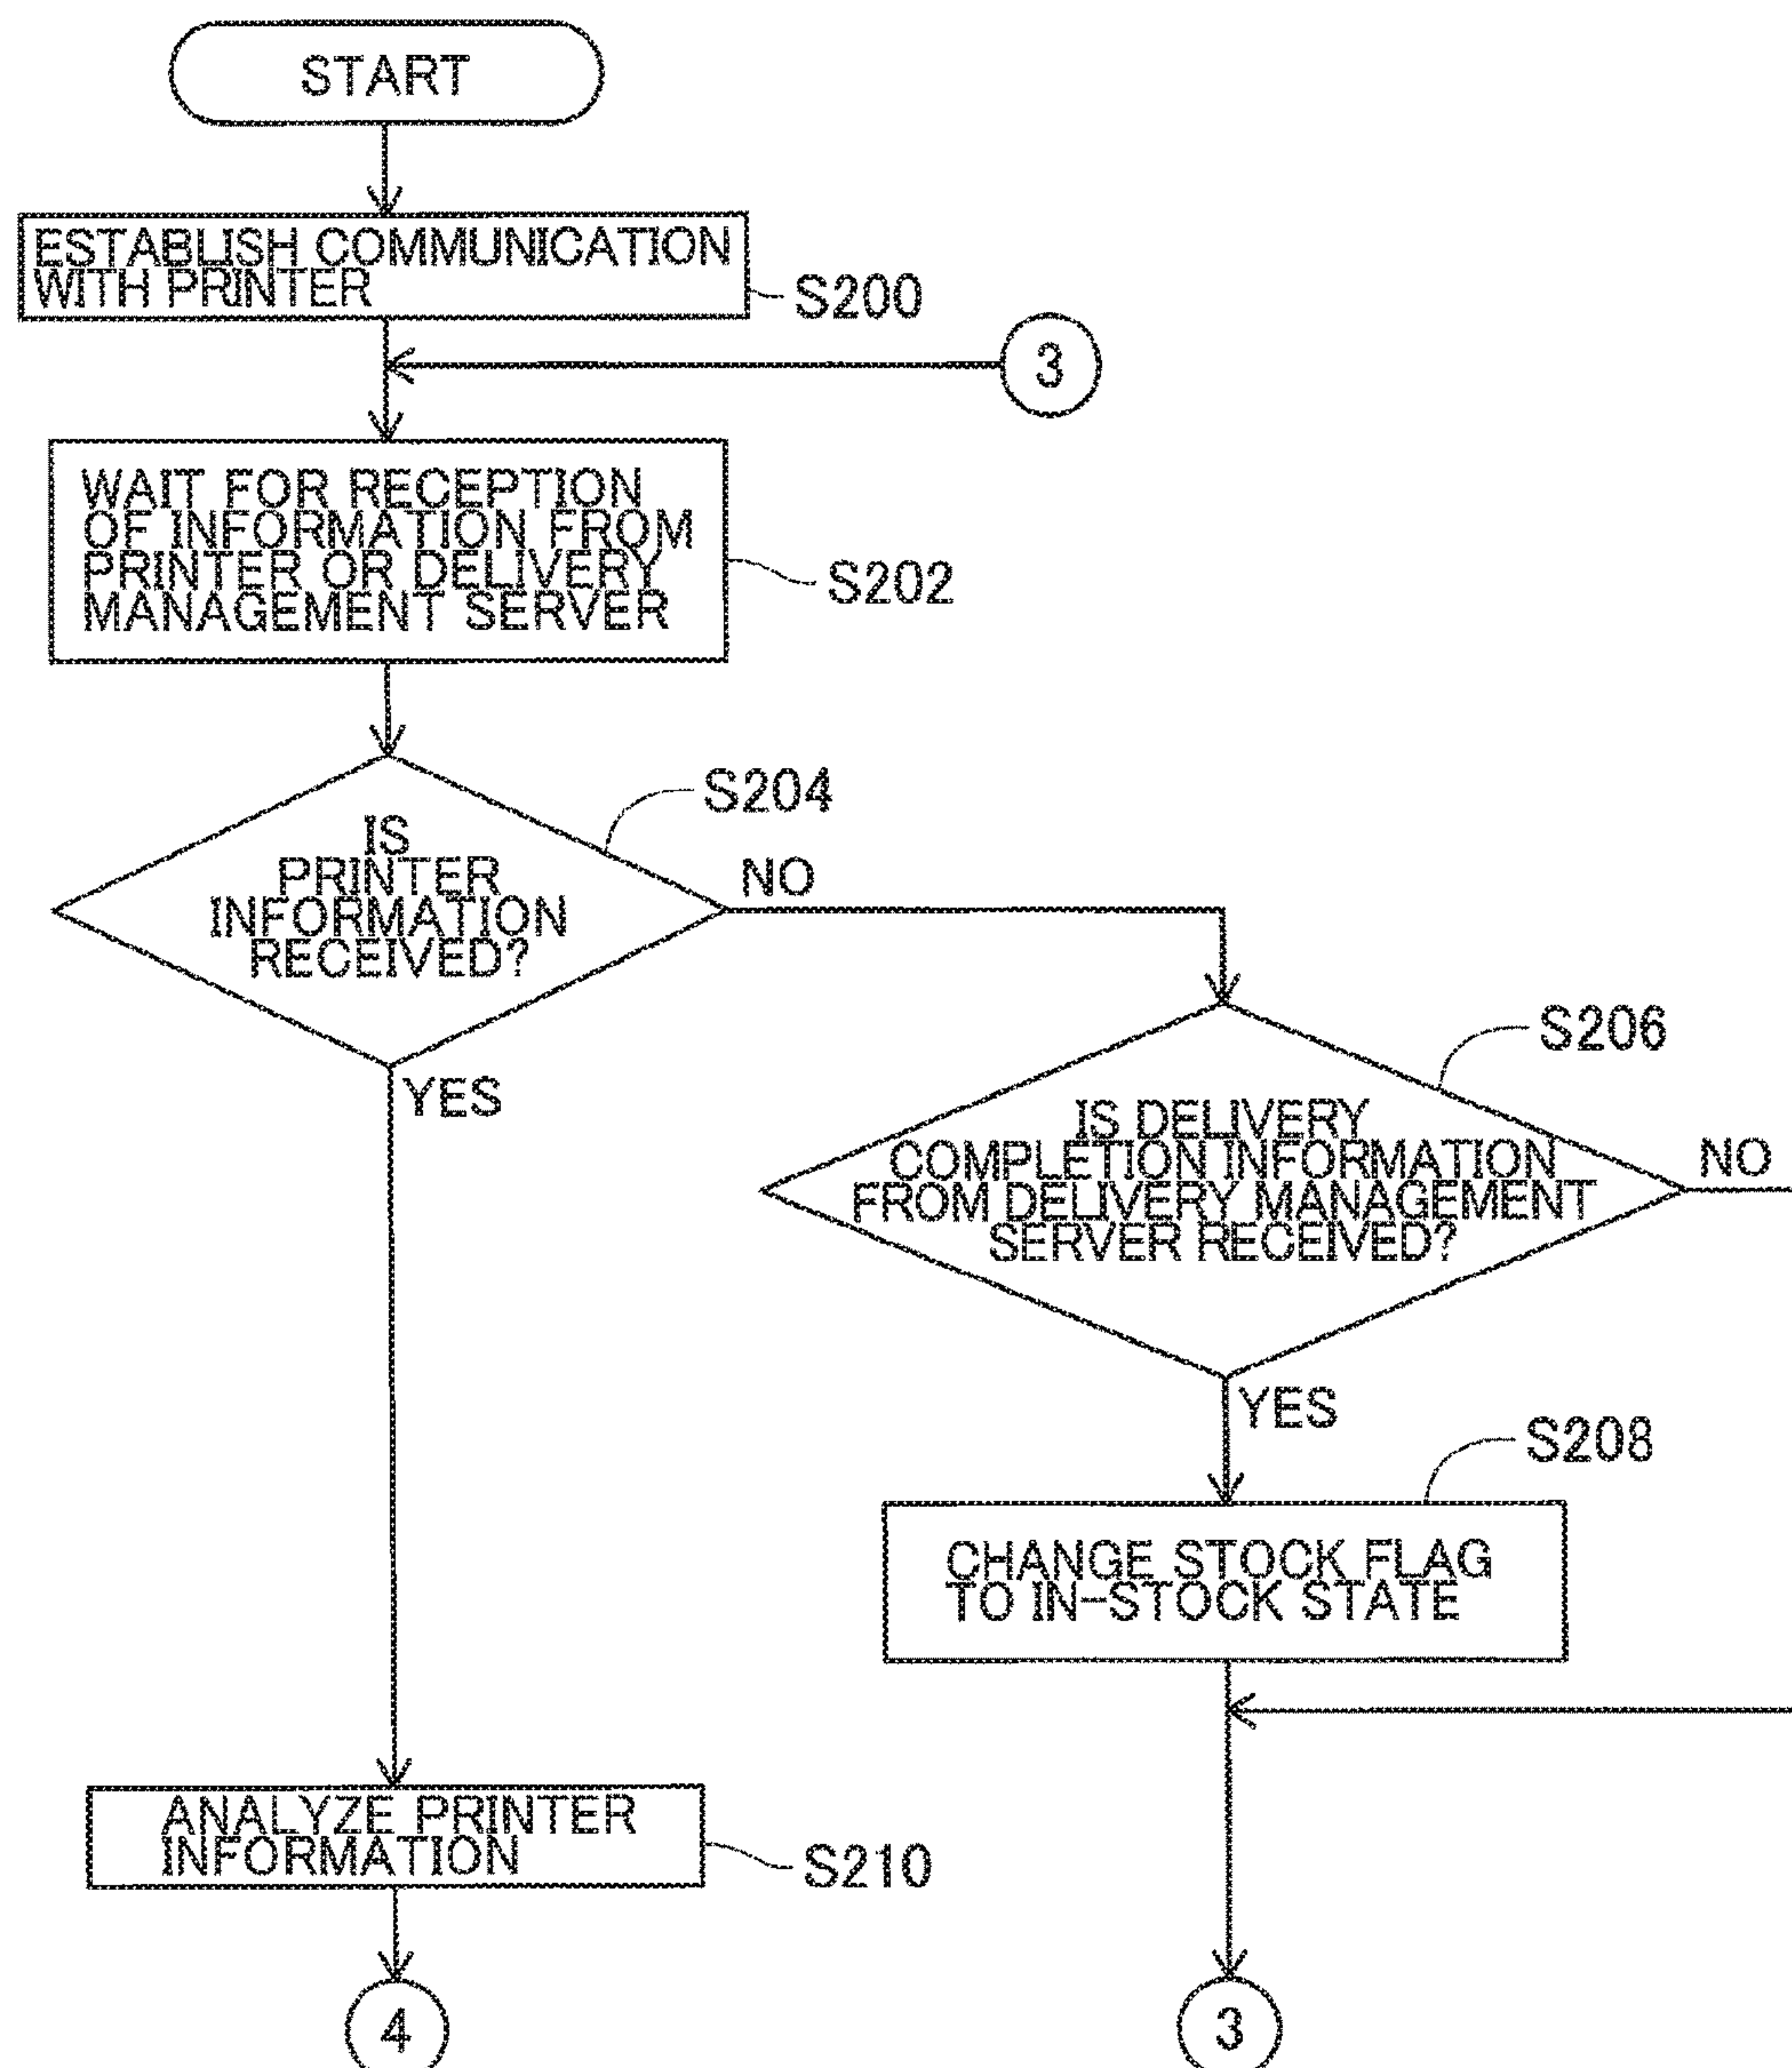 START
ESTABLISH COMMUNICATION
WITH PRINTER
S200
3
WAIT FOR RECEPTION
OF INFORMATION FROM
PRINTER OR DELIVERY
MANAGEMENT SERVER
S202
S204
IS
PRINTER
INFORMATION
RECEIVED?
NO
YES
S206
IS DELIVERY
COMPLETION INFORMATION
FROM DELIVERY MANAGEMENT
SERVER RECEIVED?
NO
YES
S208
CHANGE STOCK FLAG
TO IN-STOCK STATE
ANALYZE PRINTER
INFORMATION
S210
4
3